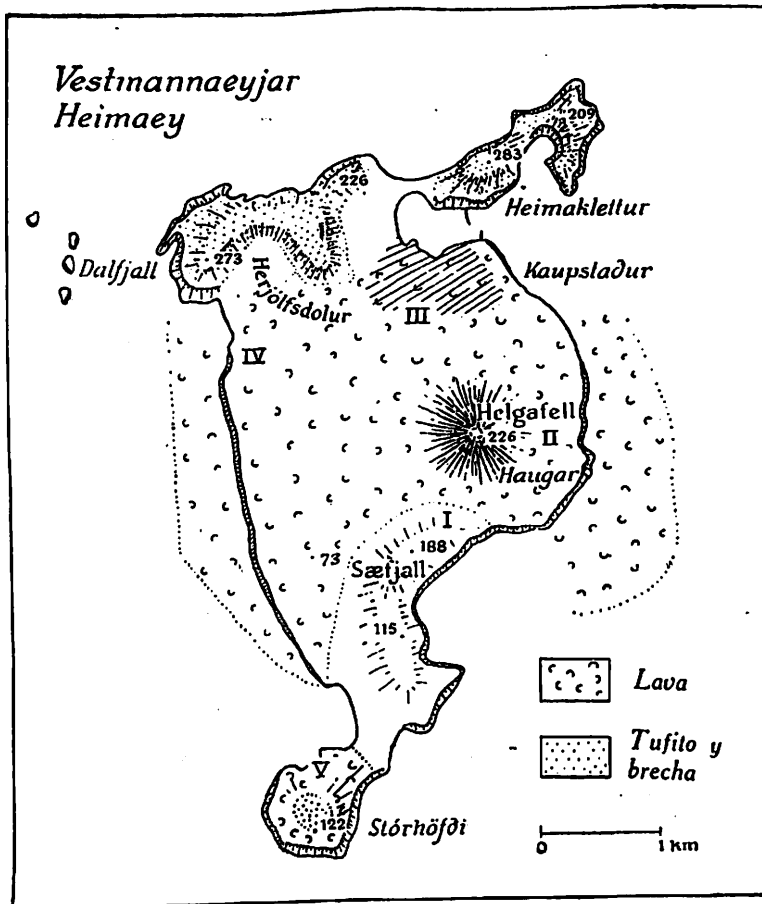 Vestmannaeyjar
Heimaey
209
283
226
Heimaklettur
Dalfjall
273
Herjólfsdolur
Kaupstaður
III
IV
Helgafell
226
II
Haugar
I
73
188
Sæfjall
115
Lava
V
Tufito y
brecha
122
Stórhöfði
0
1 km